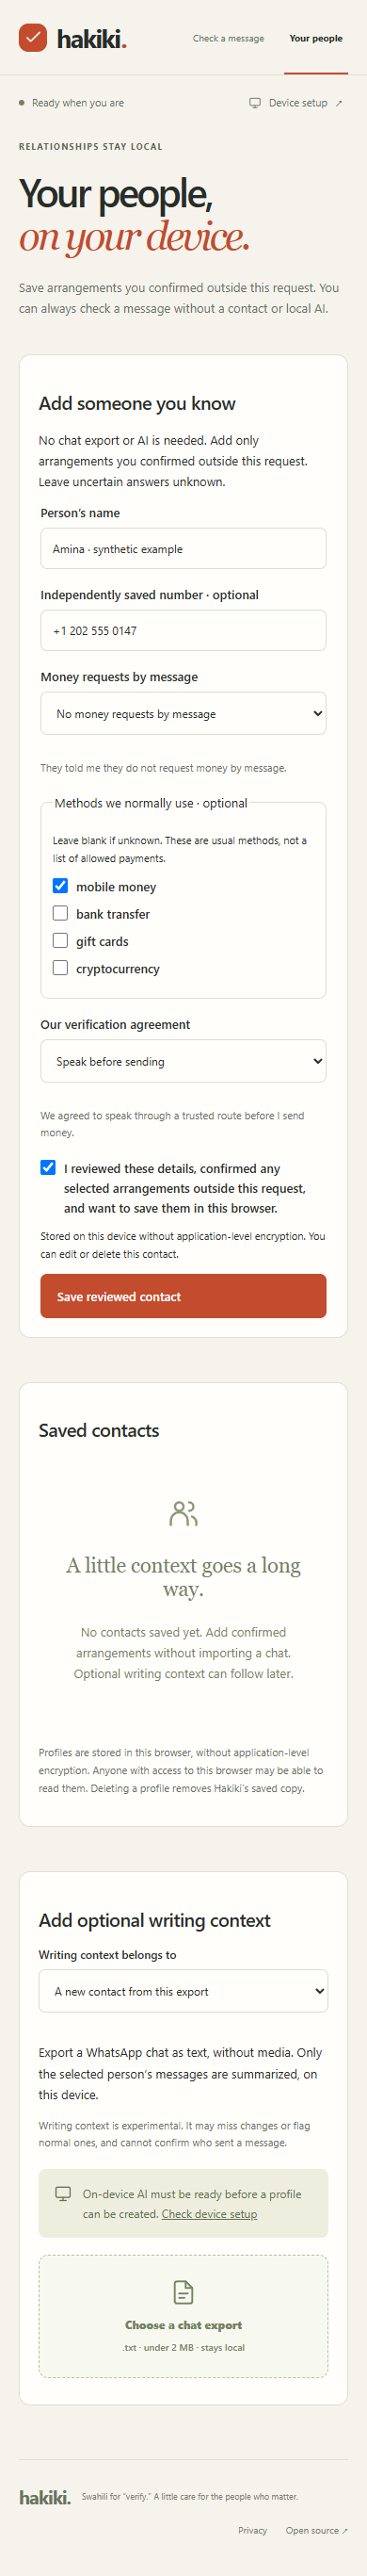 hakiki.
Check a message
Your people
Ready when you are
Device setup ↗
RELATIONSHIPS STAY LOCAL
Your people,
on your device.
Save arrangements you confirmed outside this request. You
can always check a message without a contact or local AI.
Add someone you know
No chat export or AI is needed. Add only
arrangements you confirmed outside this request.
Leave uncertain answers unknown.
Person's name
Amina · synthetic example
Independently saved number · optional
+1 202 555 0147
Money requests by message
No money requests by message
They told me they do not request money by message.
Methods we normally use · optional
Leave blank if unknown. These are usual methods, not a
list of allowed payments.
mobile money
bank transfer
gift cards
cryptocurrency
Our verification agreement
Speak before sending
We agreed to speak through a trusted route before I send
money.
I reviewed these details, confirmed any
selected arrangements outside this request,
and want to save them in this browser.
Stored on this device without application-level encryption. You
can edit or delete this contact.
Save reviewed contact
Saved contacts
A little context goes a long
way.
No contacts saved yet. Add confirmed
arrangements without importing a chat.
Optional writing context can follow later.
Profiles are stored in this browser, without application-level
encryption. Anyone with access to this browser may be able to
read them. Deleting a profile removes Hakiki's saved copy.
Add optional writing context
Writing context belongs to
A new contact from this export
Export a WhatsApp chat as text, without media. Only
the selected person's messages are summarized, on
this device.
Writing context is experimental. It may miss changes or flag
normal ones, and cannot confirm who sent a message.
On-device AI must be ready before a profile
can be created. Check device setup
Choose a chat export
.txt · under 2 MB · stays local
hakiki.
Swahili for "verify." A little care for the people who matter.
Privacy
Open source ↗